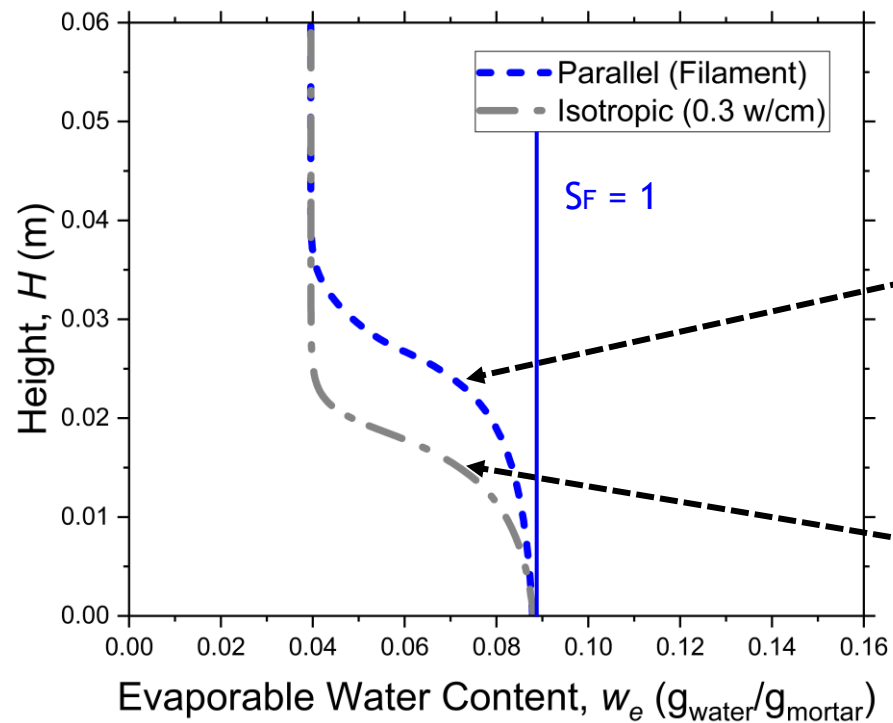 0.06
0.05
0.04
0.03
0.02
0.01
0.00
Height, H (m)
Parallel (Filament)
Isotropic (0.3 w/cm)
SF = 1
0.00 0.02 0.04 0.06 0.08 0.10 0.12 0.14 0.16
Evaporable Water Content, we (gwater/gmortar)